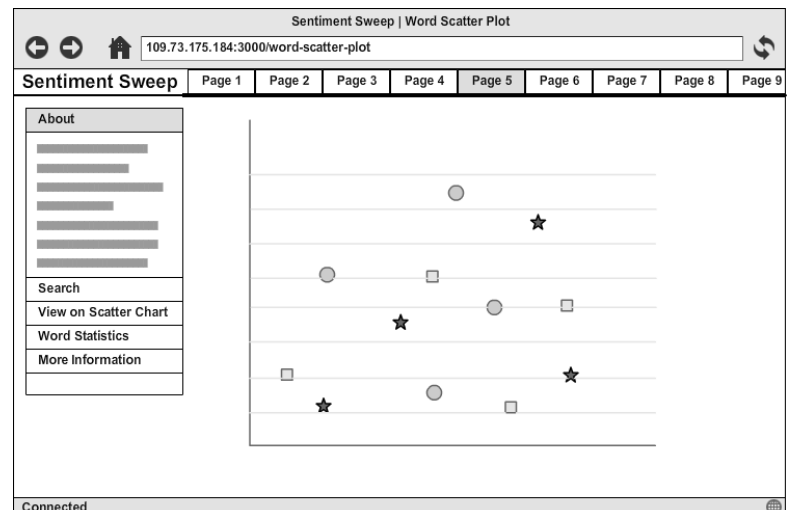 Sentiment Sweep | Word Scatter Plot
109.73.175.184:3000/word-scatter-plot
Sentiment Sweep Page 1 Page 2 Page 3 Page 4 Page 5 Page 6 Page 7 Page 8 Page 9
About
Search
View on Scatter Chart
Word Statistics
More Information
Connected